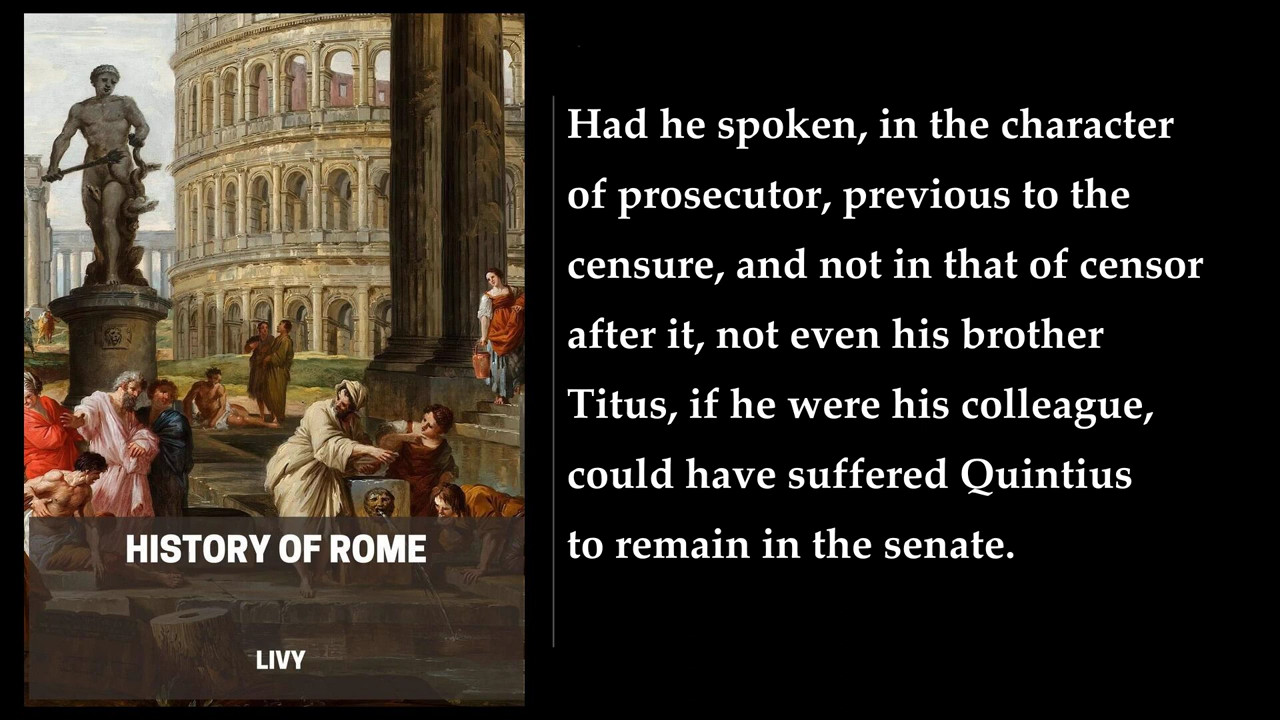 HISTORY OF ROME
LIVY
Had he spoken, in the character
of prosecutor, previous to the
censure, and not in that of censor
after it, not even his brother
Titus, if he were his colleague,
could have suffered Quintius
to remain in the senate.